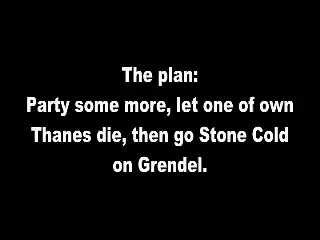 The plan:
Party some more, let one of own
Thanes die, then go Stone Cold
on Grendel.